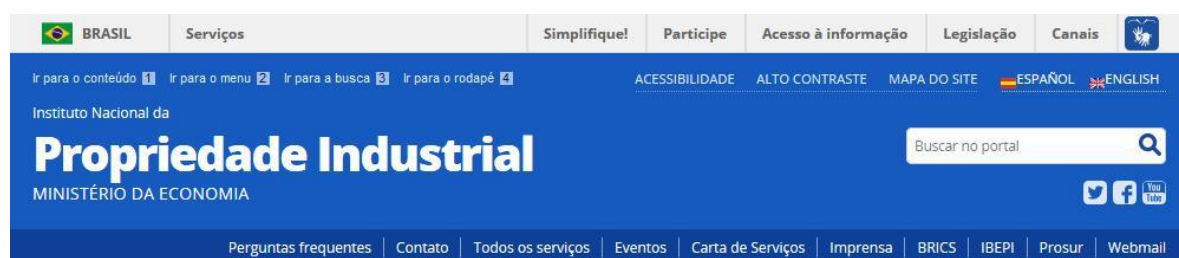 BRASIL Serviços Simplifique! Participe Acesso à informação Legislação Canais
Ir para o conteúdo 1 Ir para o menu 2 Ir para a busca 3 Ir para o rodapé 4 ACESSIBILIDADE ALTO CONTRASTE MAPA DO SITE ESPAÑOL ENGLISH
Instituto Nacional da
Propriedade Industrial
Buscar no portal
MINISTÉRIO DA ECONOMIA
You Tube
Perguntas frequentes Contato Todos os serviços Eventos Carta de Serviços Imprensa BRICS IBEPI Prosur Webmail